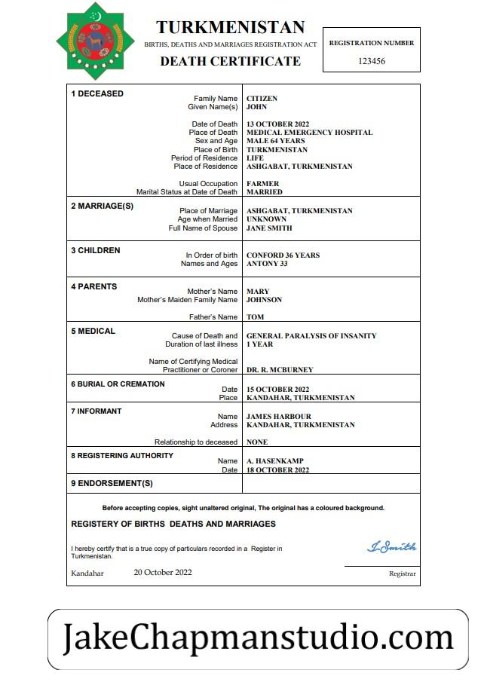 TURKMENISTAN
BIRTHS, DEATHS AND MARRIAGES REGISTRATION ACT
DEATH CERTIFICATE
REGISTRATION NUMBER
123456
1 DECEASED
Family Name CITIZEN
Given Name(s) JOHN
Date of Death 13 OCTOBER 2022
Place of Death MEDICAL EMERGENCY HOSPITAL
Sex and Age MALE 64 YEARS
Place of Birth TURKMENISTAN
Period of Residence LIFE
Place of Residence ASHGABAT, TURKMENISTAN
Usual Occupation FARMER
Marital Status at Date of Death MARRIED
2 MARRIAGE(S)
Place of Marriage ASHGABAT, TURKMENISTAN
Age when Married UNKNOWN
Full Name of Spouse JANE SMITH
3 CHILDREN
In Order of birth CONFORD 36 YEARS
Names and Ages ANTONY 33
4 PARENTS
Mother's Name MARY
Mother's Maiden Family Name JOHNSON
Father's Name TOM
5 MEDICAL
Cause of Death and GENERAL PARALYSIS OF INSANITY
Duration of last illness 1 YEAR
Name of Certifying Medical
Practitioner or Coroner DR. R. MCBURNEY
6 BURIAL OR CREMATION
Date 15 OCTOBER 2022
Place KANDAHAR, TURKMENISTAN
7 INFORMANT
Name JAMES HARBOUR
Address KANDAHAR, TURKMENISTAN
Relationship to deceased NONE
8 REGISTERING AUTHORITY
Name A. HASENKAMP
Date 18 OCTOBER 2022
9 ENDORSEMENT(S)
Before accepting copies, sight unaltered original, The original has a coloured background.
REGISTERY OF BIRTHS DEATHS AND MARRIAGES
I hereby certify that is a true copy of particulars recorded in a Register in
Turkmenistan.
I-Smith
Kandahar 20 October 2022 Registrar
JakeChapmanstudio.com